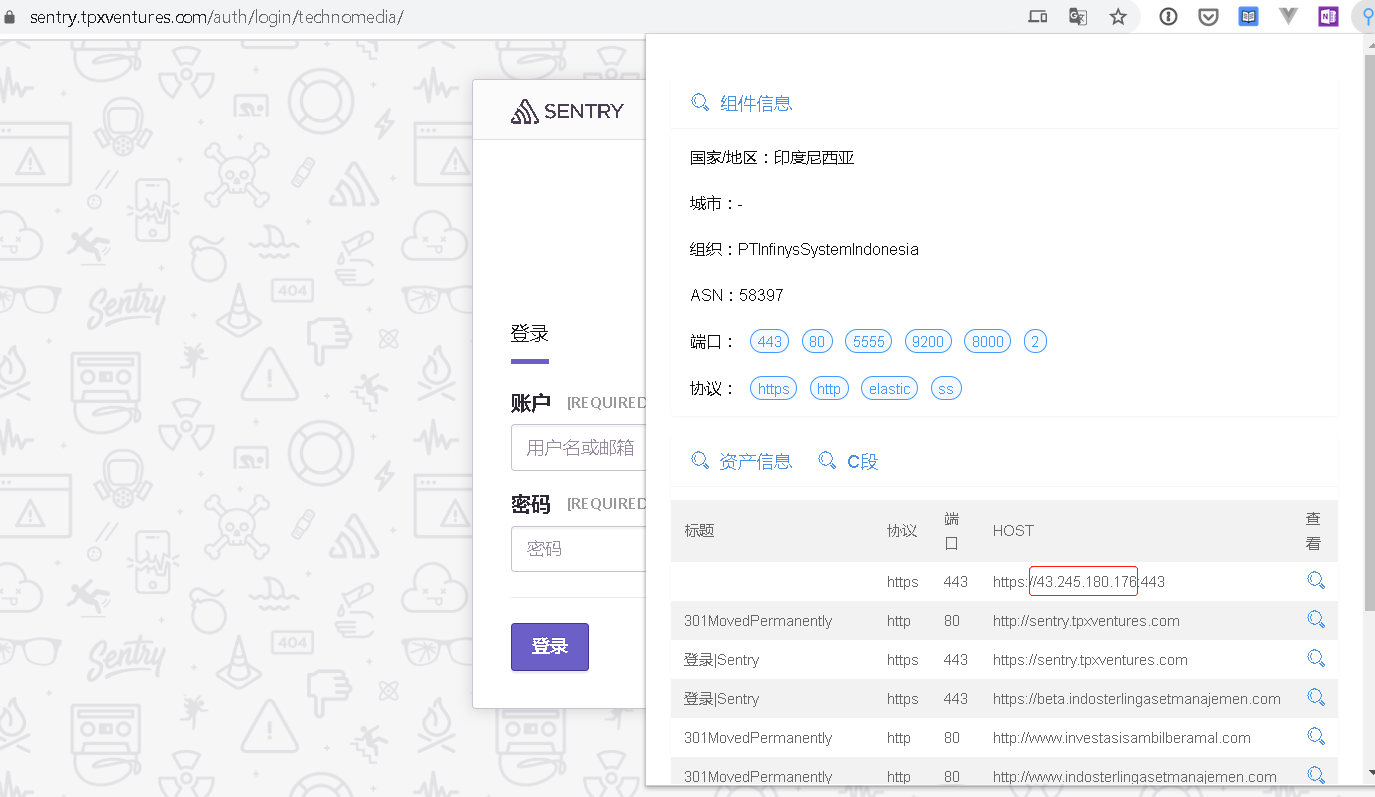 sentry.tpxventures.com/auth/login/technomedia/
SENTRY
登录
账户 [REQUIRED
用户名或邮箱
密码 [REQUIRED
密码
登录
Sentry
404
Sentry
404
组件信息
国家/地区：印度尼西亚
城市：-
组织：PTInfinysSystemIndonesia
ASN：58397
端口： 443 80 5555 9200 8000 2
协议： https http elastic ss
资产信息 C段
标题 协议 端口 HOST 查看
https 443 https://43.245.180.176:443
301MovedPermanently http 80 http://sentry.tpxventures.com
登录|Sentry https 443 https://sentry.tpxventures.com
登录|Sentry https 443 https://beta.indosterlingasetmanajemen.com
301MovedPermanently http 80 http://www.investasisambilberamal.com
301MovedPermanently http 80 http://www.indosterlingasetmanajemen.com